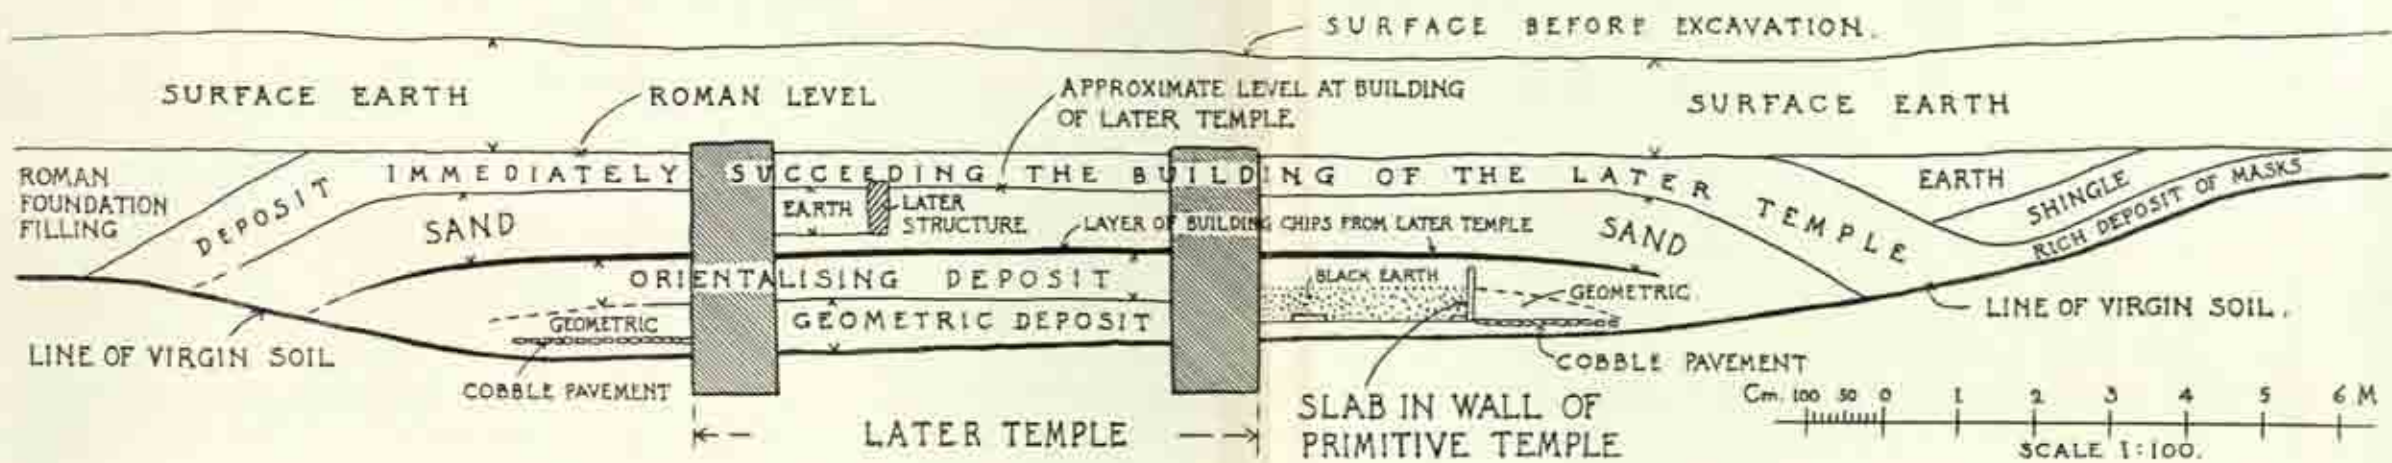 SURFACE BEFORE EXCAVATION.
SURFACE EARTH
ROMAN LEVEL
APPROXIMATE LEVEL AT BUILDING
OF LATER TEMPLE
SURFACE EARTH
ROMAN
FOUNDATION
FILLING
DEPOSIT IMMEDIATELY SUCCEEDING THE BUILDING OF THE LATER TEMPLE
EARTH
SHINGLE
RICH DEPOSIT OF MASKS
SAND
EARTH
LATER
STRUCTURE
LAYER OF BUILDING CHIPS FROM LATER TEMPLE
SAND
ORIENTALISING DEPOSIT
BLACK EARTH
GEOMETRIC
GEOMETRIC
GEOMETRIC DEPOSIT
LINE OF VIRGIN SOIL
LINE OF VIRGIN SOIL.
COBBLE PAVEMENT
COBBLE PAVEMENT
LATER TEMPLE
SLAB IN WALL OF
PRIMITIVE TEMPLE
Cm. 100 50 0 1 2 3 4 5 6 M
SCALE 1:100.